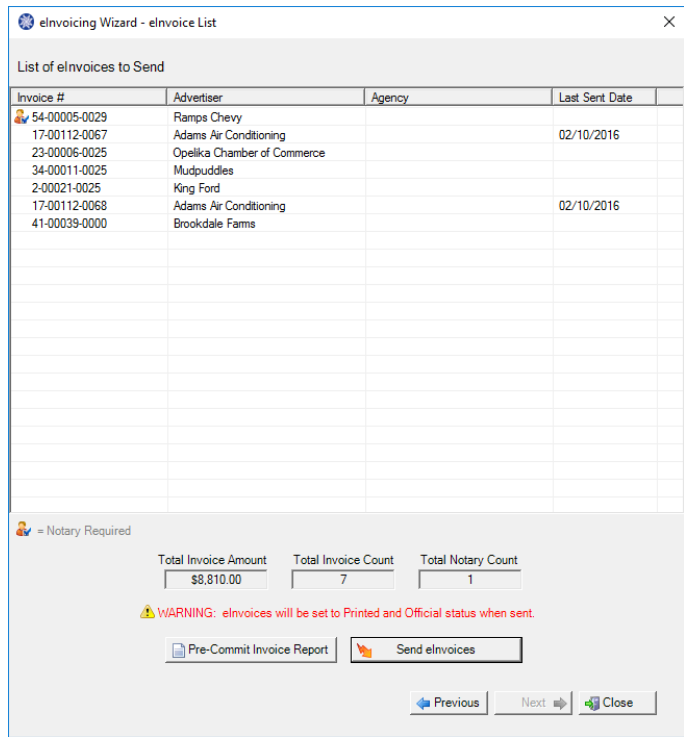 eInvoicing Wizard - eInvoice List
List of eInvoices to Send
Invoice # Advertiser Agency Last Sent Date
54-00005-0029 Ramps Chevy
17-00112-0067 Adams Air Conditioning 02/10/2016
23-00006-0025 Opelika Chamber of Commerce
34-00011-0025 Mudpuddles
2-00021-0025 King Ford
17-00112-0068 Adams Air Conditioning 02/10/2016
41-00039-0000 Brookdale Farms
= Notary Required
Total Invoice Amount Total Invoice Count Total Notary Count
$8,810.00 7 1
WARNING: eInvoices will be set to Printed and Official status when sent.
Pre-Commit Invoice Report Send eInvoices
Previous Next Close